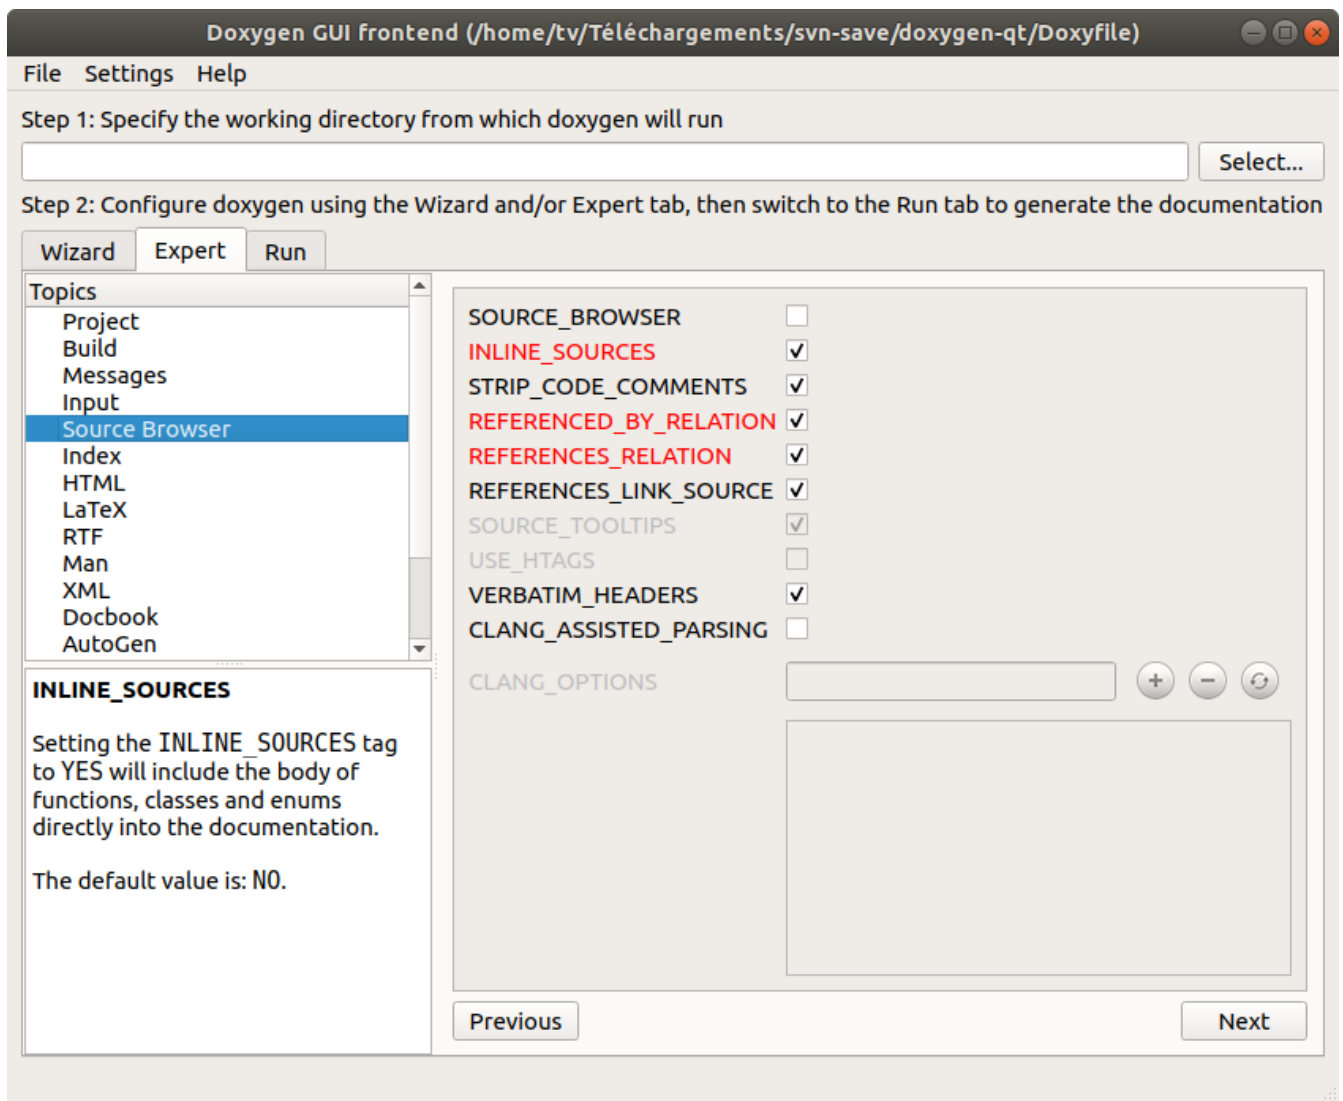 Doxygen GUI frontend (/home/tv/Téléchargements/svn-save/doxygen-qt/Doxyfile)
File Settings Help
Step 1: Specify the working directory from which doxygen will run
Select...
Step 2: Configure doxygen using the Wizard and/or Expert tab, then switch to the Run tab to generate the documentation
Wizard Expert Run
Topics
Project
Build
Messages
Input
Source Browser
Index
HTML
LaTeX
RTF
Man
XML
Docbook
AutoGen
INLINE_SOURCES
Setting the INLINE_SOURCES tag
to YES will include the body of
functions, classes and enums
directly into the documentation.
The default value is: NO.
SOURCE_BROWSER
INLINE_SOURCES
STRIP_CODE_COMMENTS
REFERENCED_BY_RELATION
REFERENCES_RELATION
REFERENCES_LINK_SOURCE
SOURCE_TOOLTIPS
USE_HTAGS
VERBATIM_HEADERS
CLANG_ASSISTED_PARSING
CLANG_OPTIONS
Previous
Next